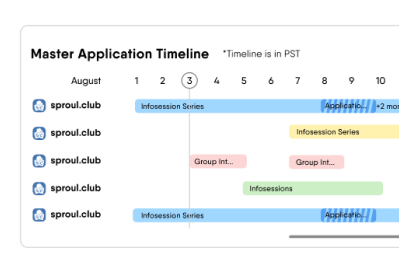 Master Application Timeline *Timeline is in PST
August 1 2 3 4 5 6 7 8 9 10
sproul.club Infosession Series Applicatio... +2 mo
sproul.club Infosession Series
sproul.club Group Int... Group Int...
sproul.club Infosessions
sproul.club Infosession Series Applicatio...